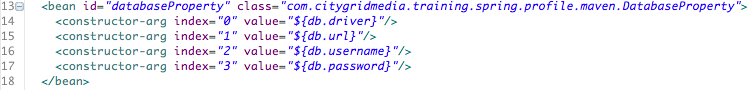 13 <bean id="databaseProperty" class="com.citygridmedia.training.spring.profile.maven.DatabaseProperty">
14 <constructor-arg index="0" value="${db.driver}"/>
15 <constructor-arg index="1" value="${db.url}"/>
16 <constructor-arg index="2" value="${db.username}"/>
17 <constructor-arg index="3" value="${db.password}"/>
18 </bean>